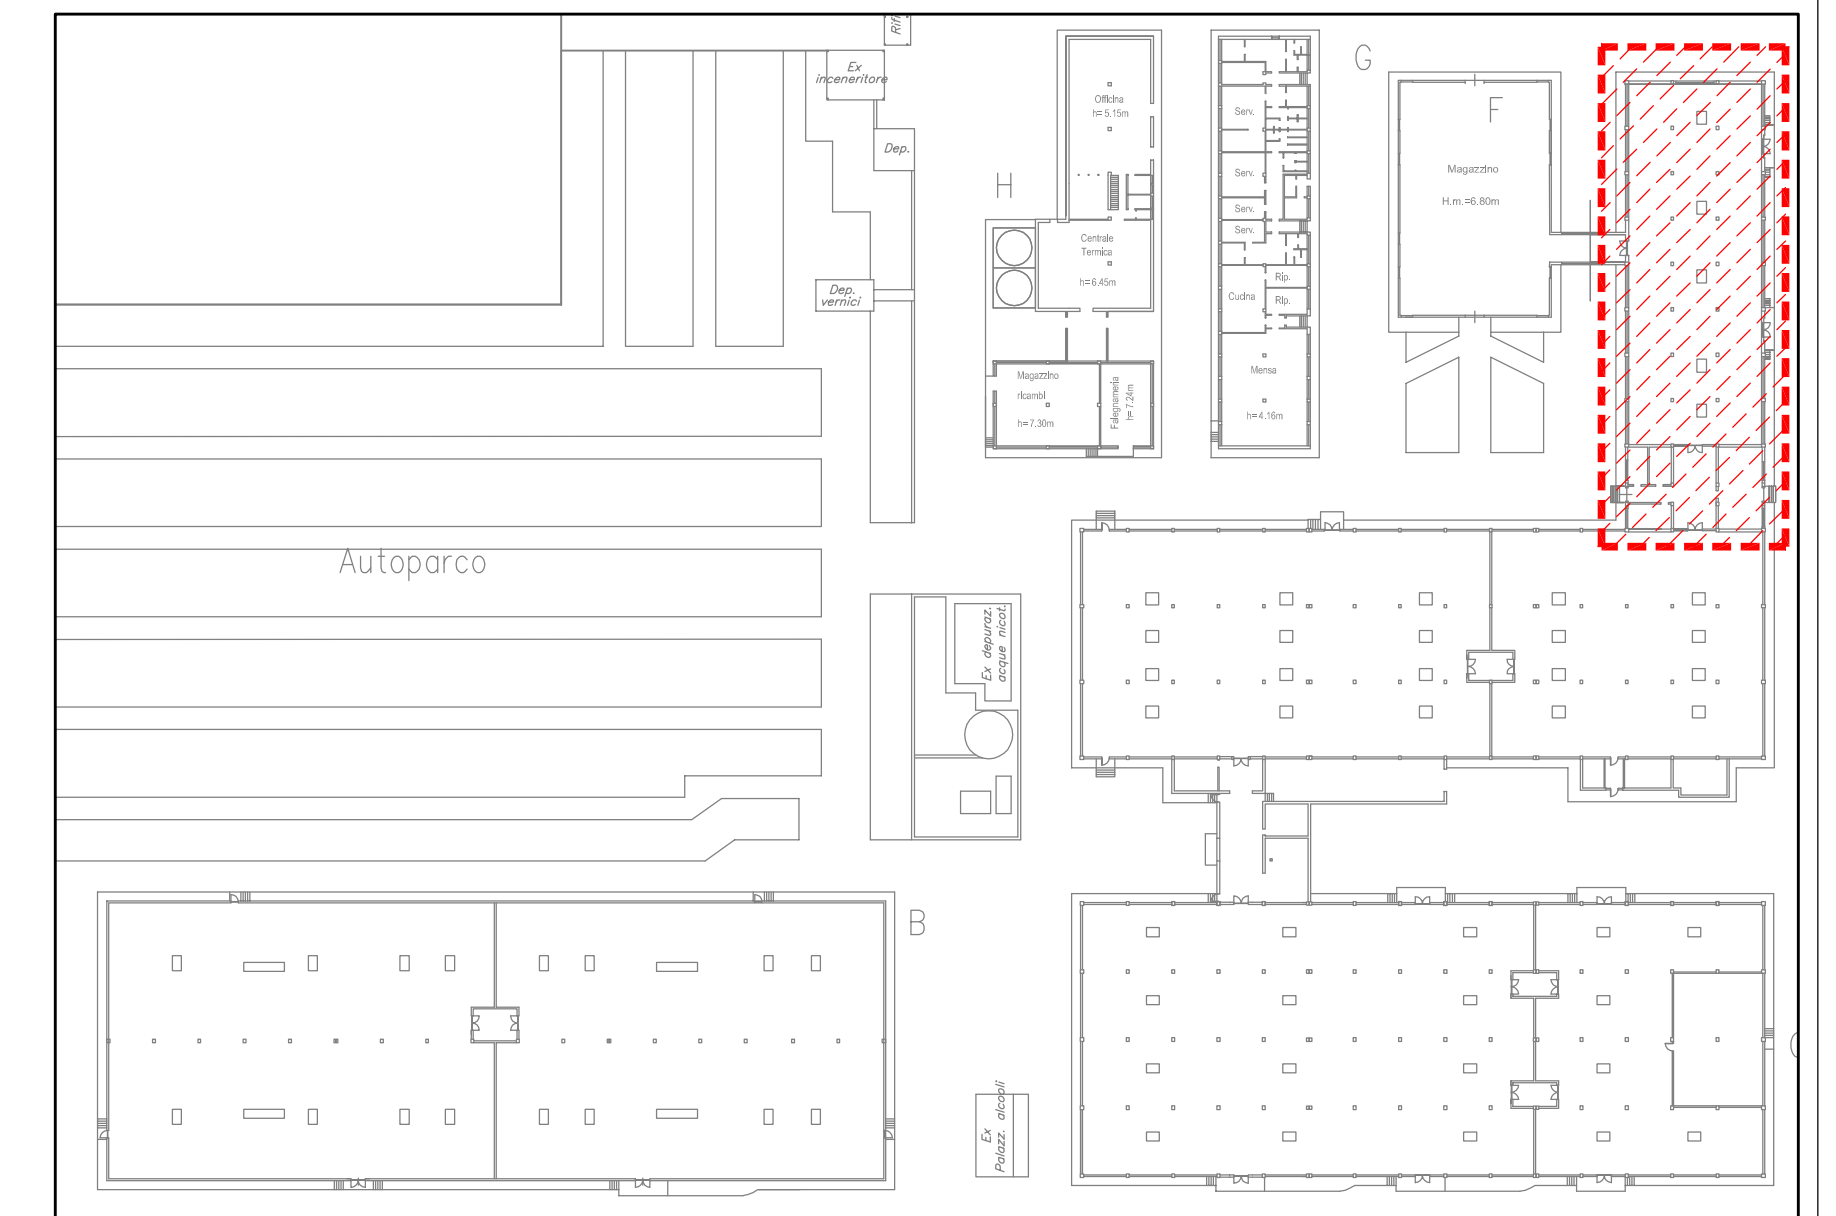 Rifi
Ex
inceneritore
Dep.
Dep.
vernici
Autoparco
H
Officina
h= 5.15m
Centrale
Termica
h=6.45m
Magazzino
ricambi
h=7.30m
Falegnameria
h=7.24m
G
Serv.
Serv.
Serv.
Serv.
Rip.
Rip.
Cucina
Mensa
h=4.16m
F
Magazzino
H.m.=6.80m
Ex depuraz.
acque nicot.
B
Ex
Palazz. alcooli